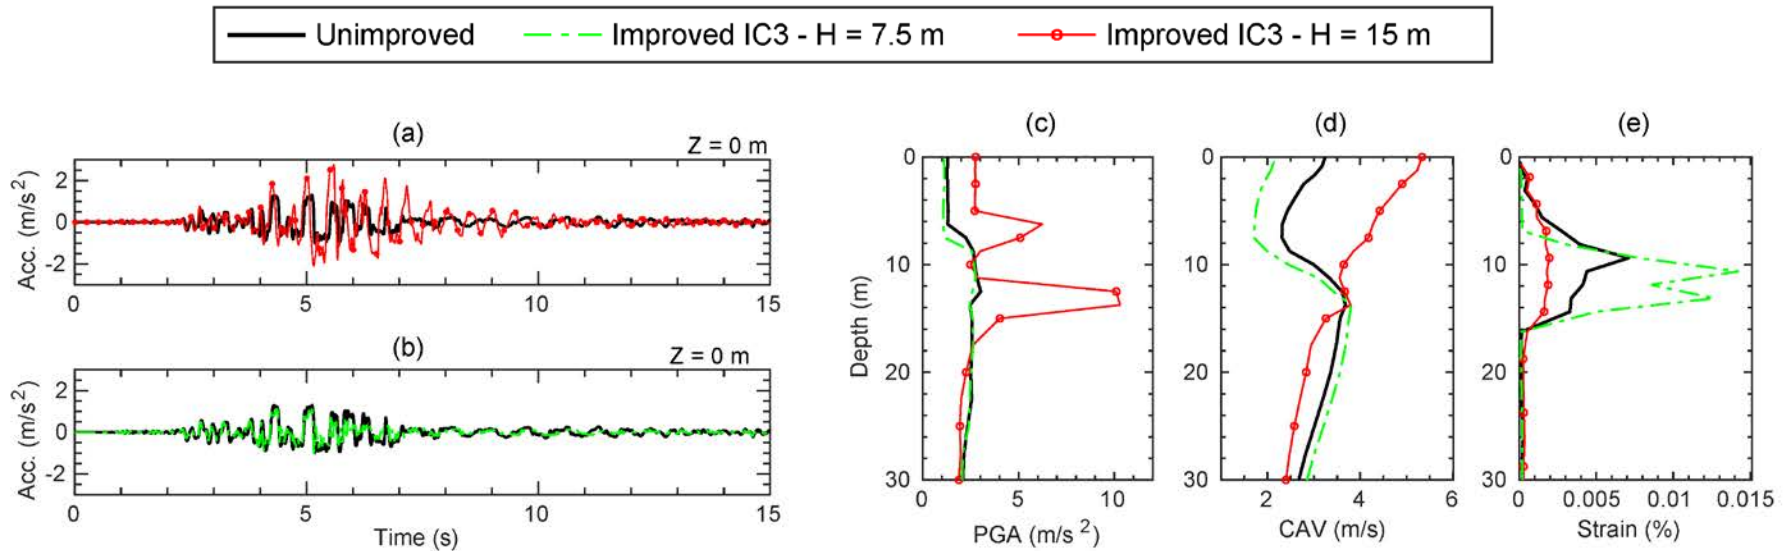 Unimproved Improved IC3 - H = 7.5 m Improved IC3 - H = 15 m
(a)
Z = 0 m
Acc. (m/s²)
2
0
-2
0 5 10 15
(b)
Z = 0 m
Acc. (m/s²)
2
0
-2
0 5 10 15
Time (s)
(c)
Depth (m)
0
10
20
30
0 5 10
PGA (m/s ²)
(d)
0
10
20
30
2 4 6
CAV (m/s)
(e)
0
10
20
30
0 0.005 0.01 0.015
Strain (%)